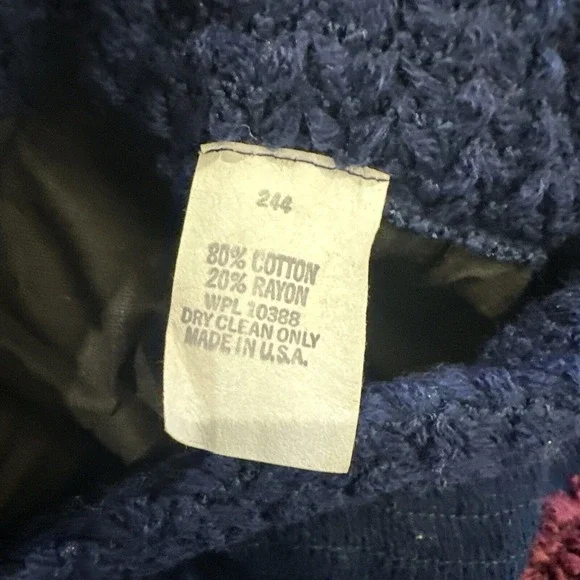 244
80% COTTON
20% RAYON
WPL 10388
DRY CLEAN ONLY
MADE IN U.S.A.